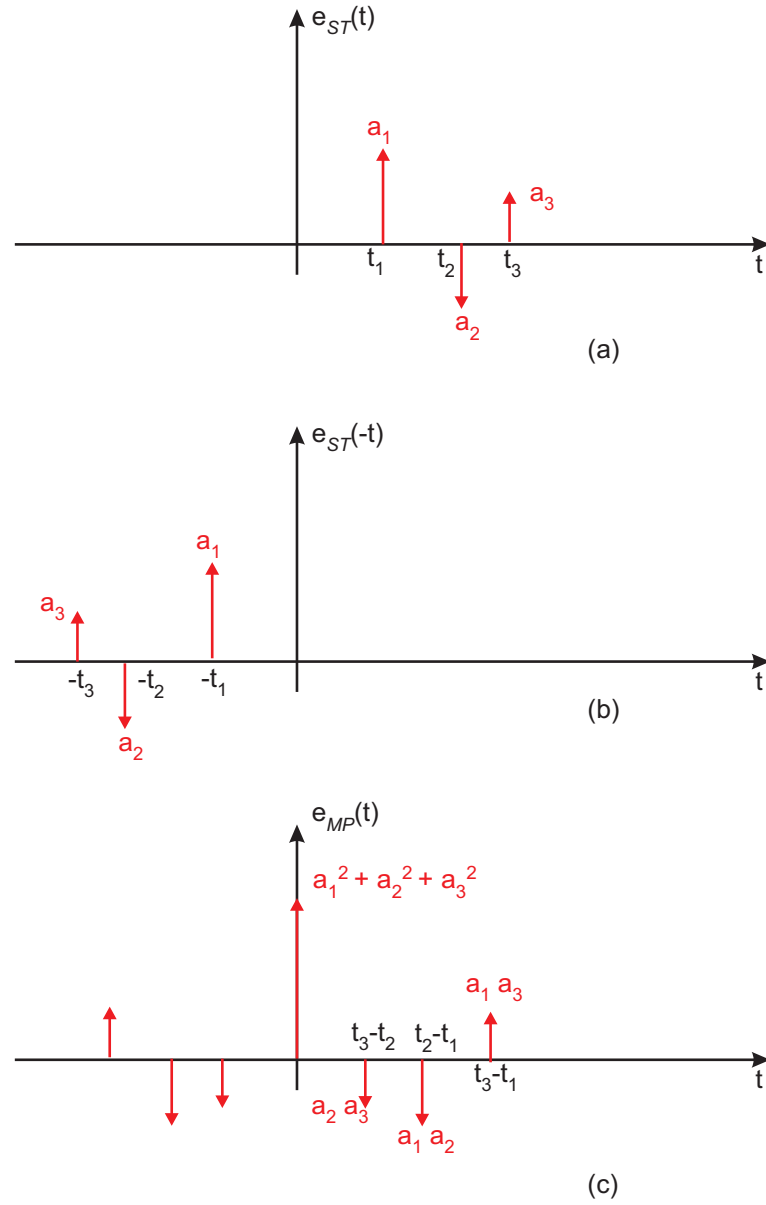 e_ST(t)
a_1
a_3
t_1 t_2 t_3 t
a_2
(a)
e_ST(-t)
a_1
a_3
-t_3 -t_2 -t_1 t
a_2
(b)
e_MP(t)
a_1^2 + a_2^2 + a_3^2
a_1 a_3
t_3-t_2 t_2-t_1
t_3-t_1 t
a_2 a_3
a_1 a_2
(c)